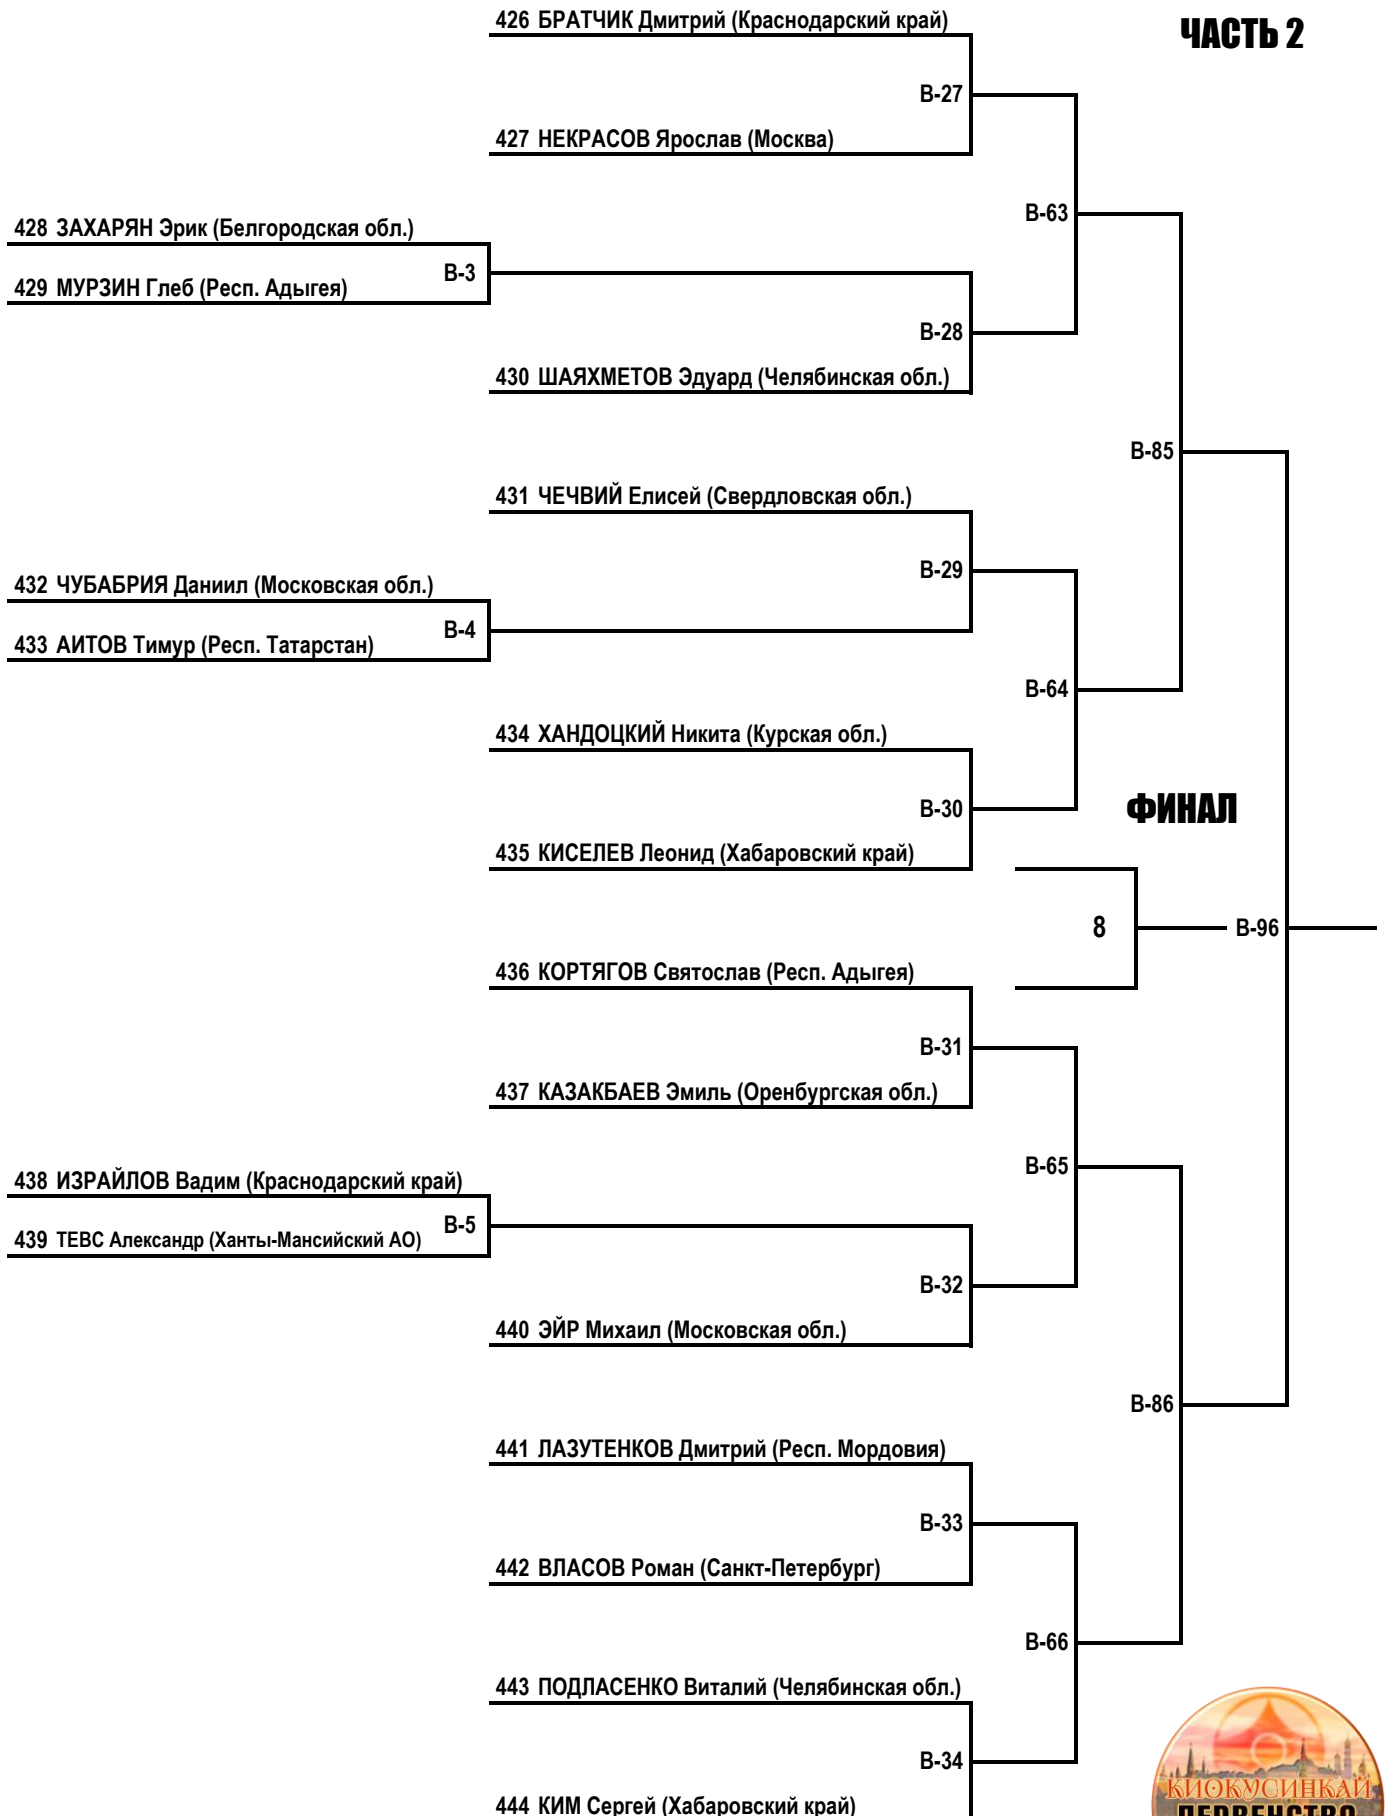 426 БРАТЧИК Дмитрий (Краснодарский край)
ЧАСТЬ 2
В-27
427 НЕКРАСОВ Ярослав (Москва)
В-63
428 ЗАХАРЯН Эрик (Белгородская обл.)
В-3
429 МУРЗИН Глеб (Респ. Адыгея)
В-28
430 ШАЯХМЕТОВ Эдуард (Челябинская обл.)
В-85
431 ЧЕЧВИЙ Елисей (Свердловская обл.)
В-29
432 ЧУБАБРИЯ Даниил (Московская обл.)
В-4
433 АИТОВ Тимур (Респ. Татарстан)
В-64
434 ХАНДОЦКИЙ Никита (Курская обл.)
В-30
ФИНАЛ
435 КИСЕЛЕВ Леонид (Хабаровский край)
8
В-96
436 КОРТЯГОВ Святослав (Респ. Адыгея)
В-31
437 КАЗАКБАЕВ Эмиль (Оренбургская обл.)
В-65
438 ИЗРАЙЛОВ Вадим (Краснодарский край)
В-5
439 ТЕВС Александр (Ханты-Мансийский АО)
В-32
440 ЭЙР Михаил (Московская обл.)
В-86
441 ЛАЗУТЕНКОВ Дмитрий (Респ. Мордовия)
В-33
442 ВЛАСОВ Роман (Санкт-Петербург)
В-66
443 ПОДЛАСЕНКО Виталий (Челябинская обл.)
В-34
КИОКУСИНКАЙ
444 КИМ Сергей (Хабаровский край)
ПЕРВЕНСТВО